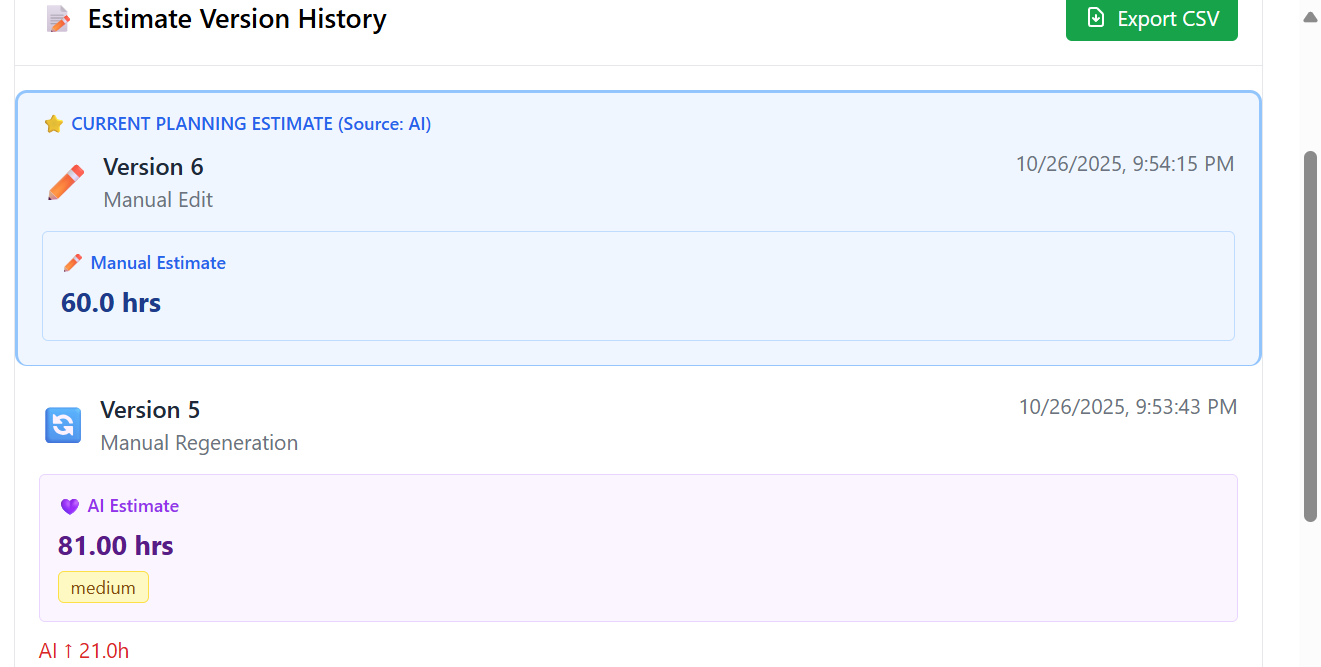 Estimate Version History
Export CSV
CURRENT PLANNING ESTIMATE (Source: AI)
Version 6
10/26/2025, 9:54:15 PM
Manual Edit
Manual Estimate
60.0 hrs
Version 5
10/26/2025, 9:53:43 PM
Manual Regeneration
AI Estimate
81.00 hrs
medium
AI ↑ 21.0h